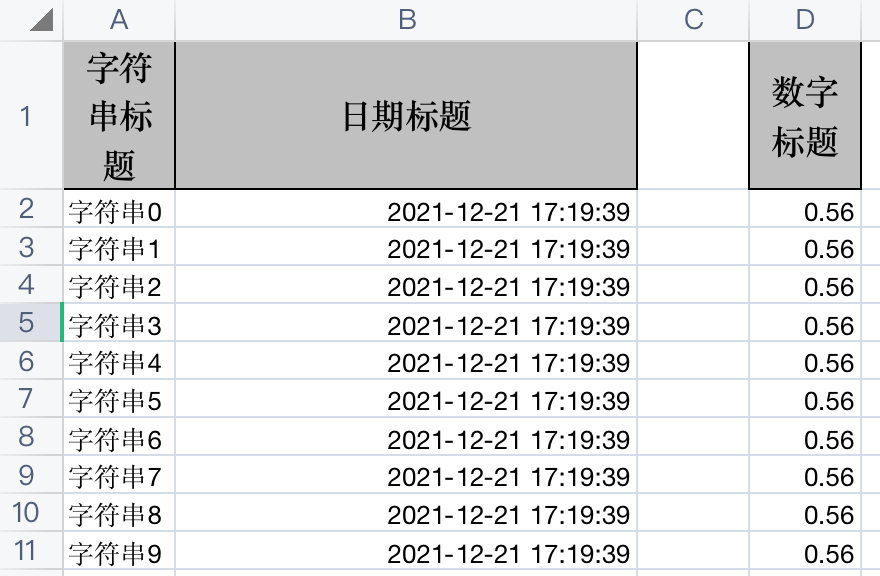 A B C D
1 字符串标题 日期标题 数字标题
2 字符串0 2021-12-21 17:19:39 0.56
3 字符串1 2021-12-21 17:19:39 0.56
4 字符串2 2021-12-21 17:19:39 0.56
5 字符串3 2021-12-21 17:19:39 0.56
6 字符串4 2021-12-21 17:19:39 0.56
7 字符串5 2021-12-21 17:19:39 0.56
8 字符串6 2021-12-21 17:19:39 0.56
9 字符串7 2021-12-21 17:19:39 0.56
10 字符串8 2021-12-21 17:19:39 0.56
11 字符串9 2021-12-21 17:19:39 0.56